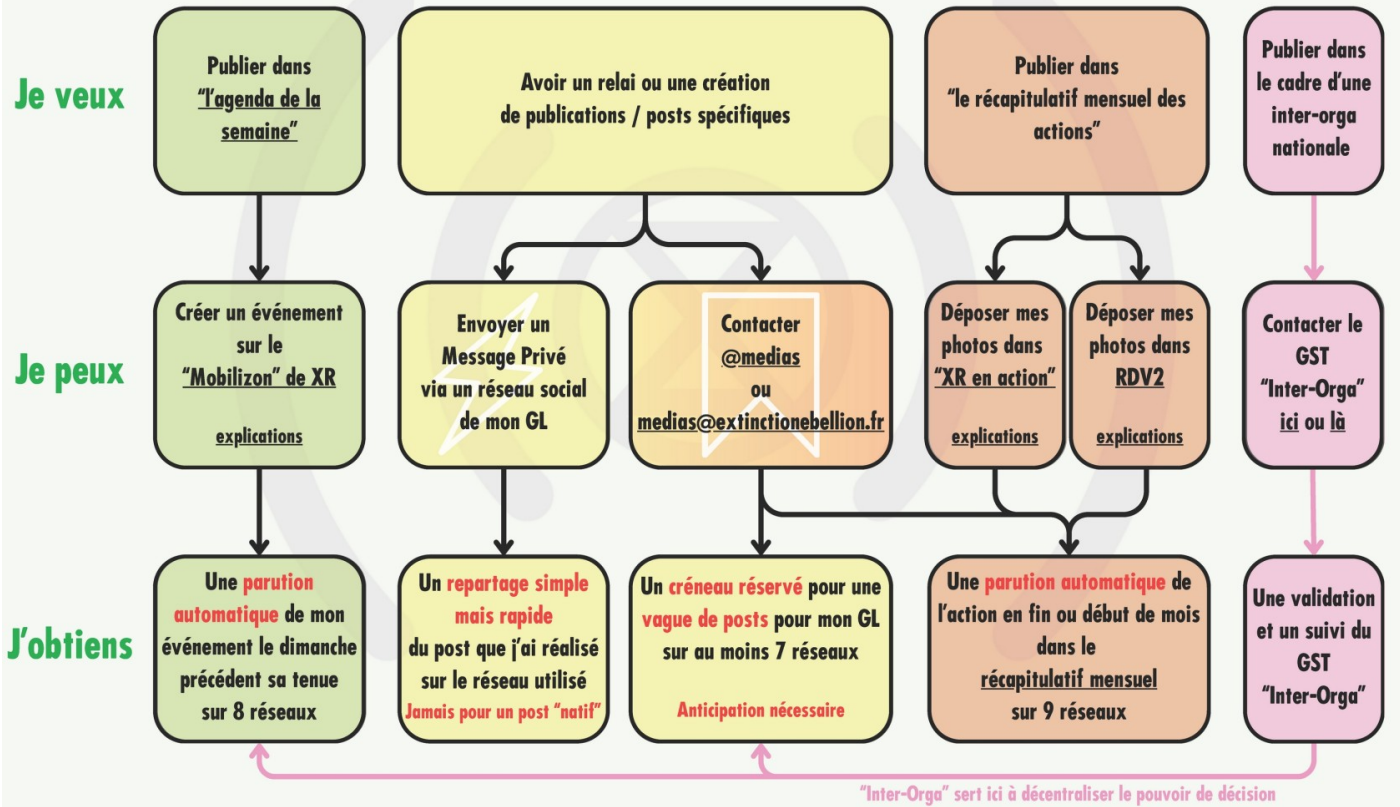 Je veux
Publier dans
“l’agenda de la
semaine”
Avoir un relai ou une création
de publications / posts spécifiques
Publier dans
“le récapitulatif mensuel des
actions”
Publier dans
le cadre d’une
inter-orga
nationale
Je peux
Créer un événement
sur le
“Mobilizon” de XR
explications
Envoyer un
Message Privé
via un réseau social
de mon GL
Contacter
@medias
ou
medias@extinctionebellion.fr
Déposer mes
photos dans
“XR en action”
explications
Déposer mes
photos dans
RDV2
explications
Contacter le
GST
“Inter-Orga”
ici ou là
J’obtiens
Une parution
automatique de mon
événement le dimanche
précédent sa tenue
sur 8 réseaux
Un repartage simple
mais rapide
du post que j’ai réalisé
sur le réseau utilisé
Jamais pour un post “natif”
Un créneau réservé pour une
vague de posts pour mon GL
sur au moins 7 réseaux
Anticipation nécessaire
Une parution automatique de
l’action en fin ou début de mois
dans le
récapitulatif mensuel
sur 9 réseaux
Une validation
et un suivi du
GST
“Inter-Orga”
“Inter-Orga” sert ici à décentraliser le pouvoir de décision